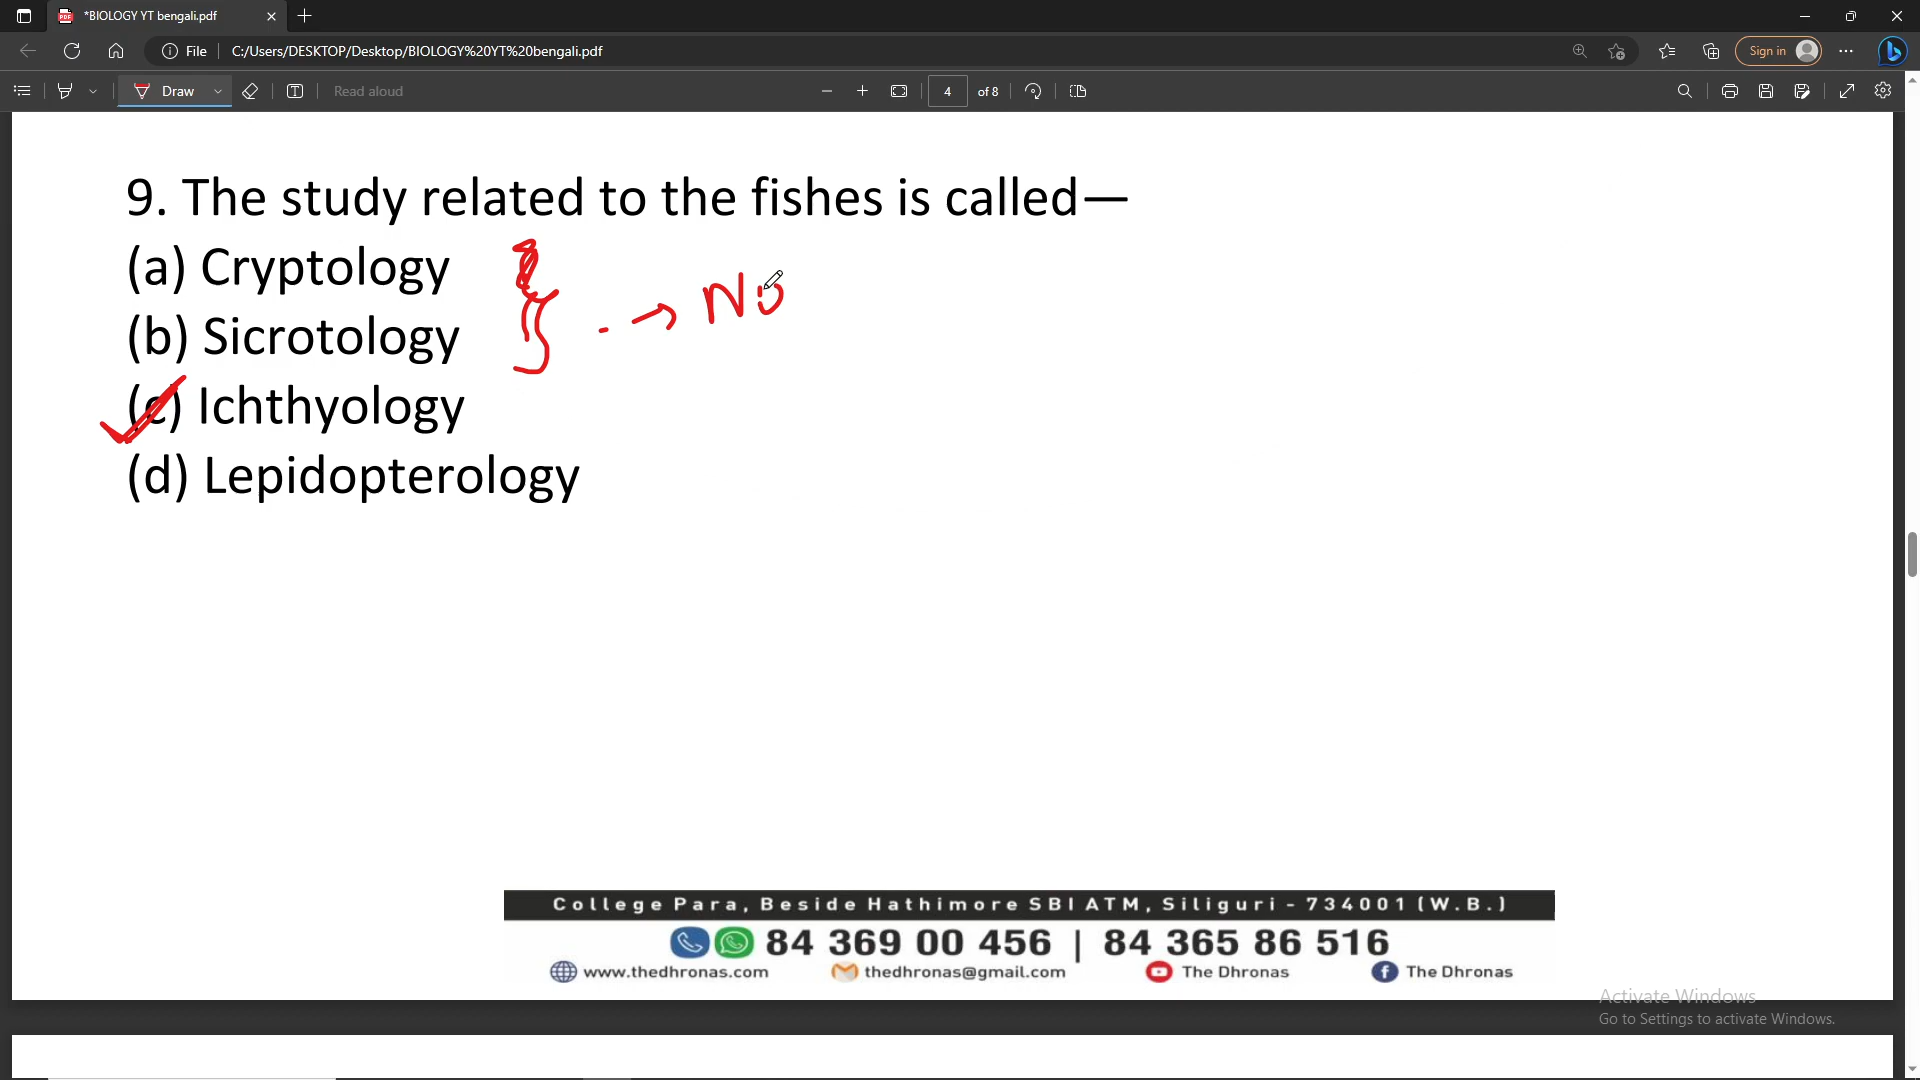 *BIOLOGY YT bengali.pdf
File
C:/Users/DESKTOP/Desktop/BIOLOGY%20YT%20bengali.pdf
Sign in
Draw
Read aloud
4
of 8
9. The study related to the fishes is called—
(a) Cryptology
(b) Sicrotology
(c) Ichthyology
(d) Lepidopterology
No
College Para, Beside Hathimore SBI ATM, Siliguri - 734001 (W.B.)
84 369 00 456 | 84 365 86 516
www.thedhronas.com thedhronas@gmail.com The Dhronas The Dhronas
Activate Windows
Go to Settings to activate Windows.